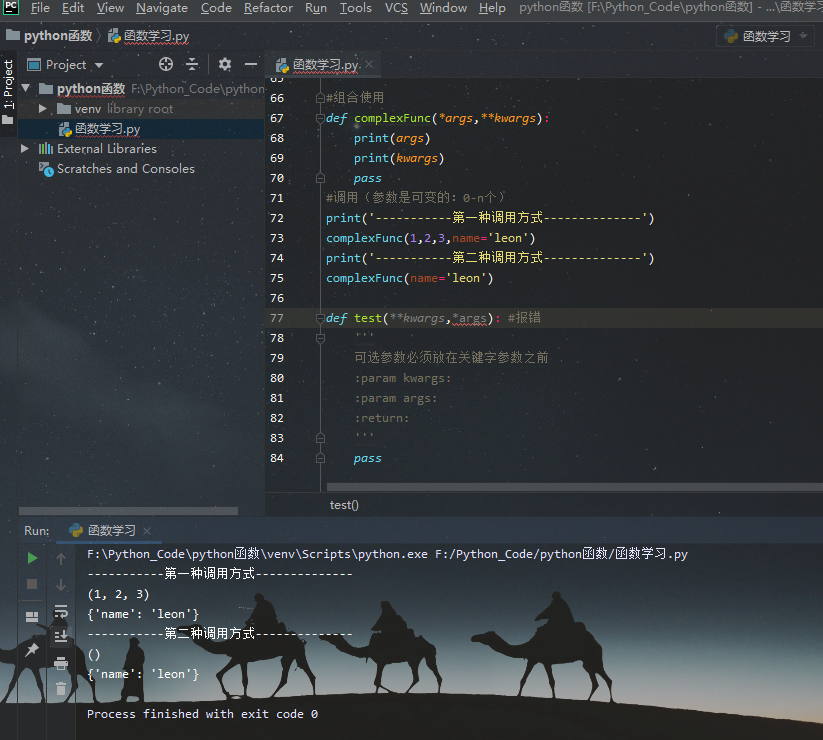 PC File Edit View Navigate Code Refactor Run Tools VCS Window Help python函数 [F:\Python_Code\python函数] - ...\函数学习
python函数 函数学习.py 函数学习
Project 函数学习.py
1: Project
python函数 F:\Python_Code\python
venv library root
函数学习.py
External Libraries
Scratches and Consoles
65
66 #组合使用
67 def complexFunc(*args,**kwargs):
68 print(args)
69 print(kwargs)
70 pass
71 #调用（参数是可变的：0-n个）
72 print('-----------第一种调用方式--------------')
73 complexFunc(1,2,3,name='leon')
74 print('-----------第二种调用方式--------------')
75 complexFunc(name='leon')
76
77 def test(**kwargs,*args): #报错
78 '''
79 可选参数必须放在关键字参数之前
80 :param kwargs:
81 :param args:
82 :return:
83 '''
84 pass
test()
Run: 函数学习
F:\Python_Code\python函数\venv\Scripts\python.exe F:/Python_Code/python函数/函数学习.py
-----------第一种调用方式--------------
(1, 2, 3)
{'name': 'leon'}
-----------第二种调用方式--------------
()
{'name': 'leon'}
Process finished with exit code 0